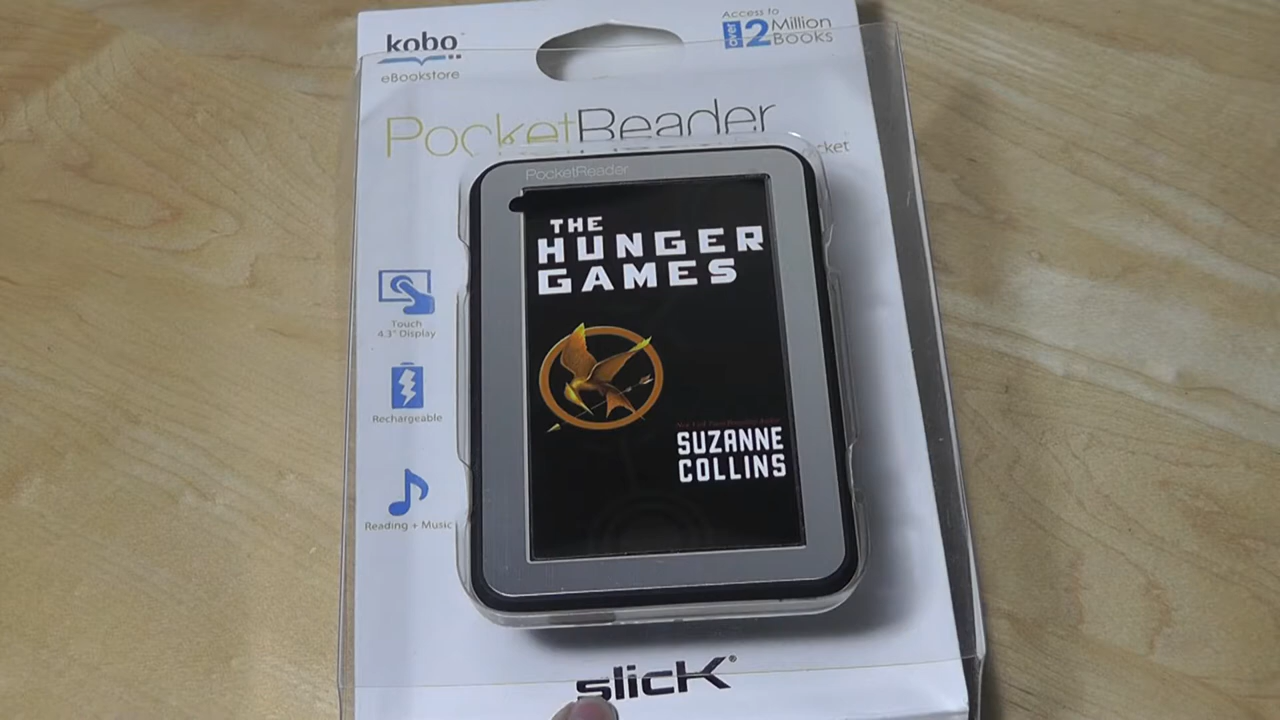 kobo
eBookstore
Access to
over 2 Million
Books
PocketReader
PocketReader
THE
HUNGER
GAMES
SUZANNE
COLLINS
Touch
4.3" Display
Rechargeable
Reading + Music
slicK®